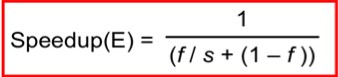 Speedup(E) = 1
(f / s + (1 – f ))